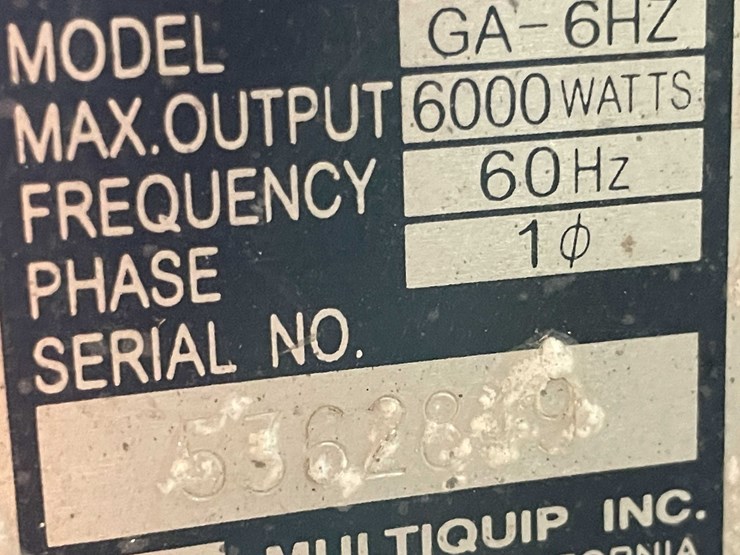 MODEL GA-6HZ
MAX.OUTPUT 6000 WATTS
FREQUENCY 60 Hz
PHASE 1ϕ
SERIAL NO.
MULTIQUIP INC.